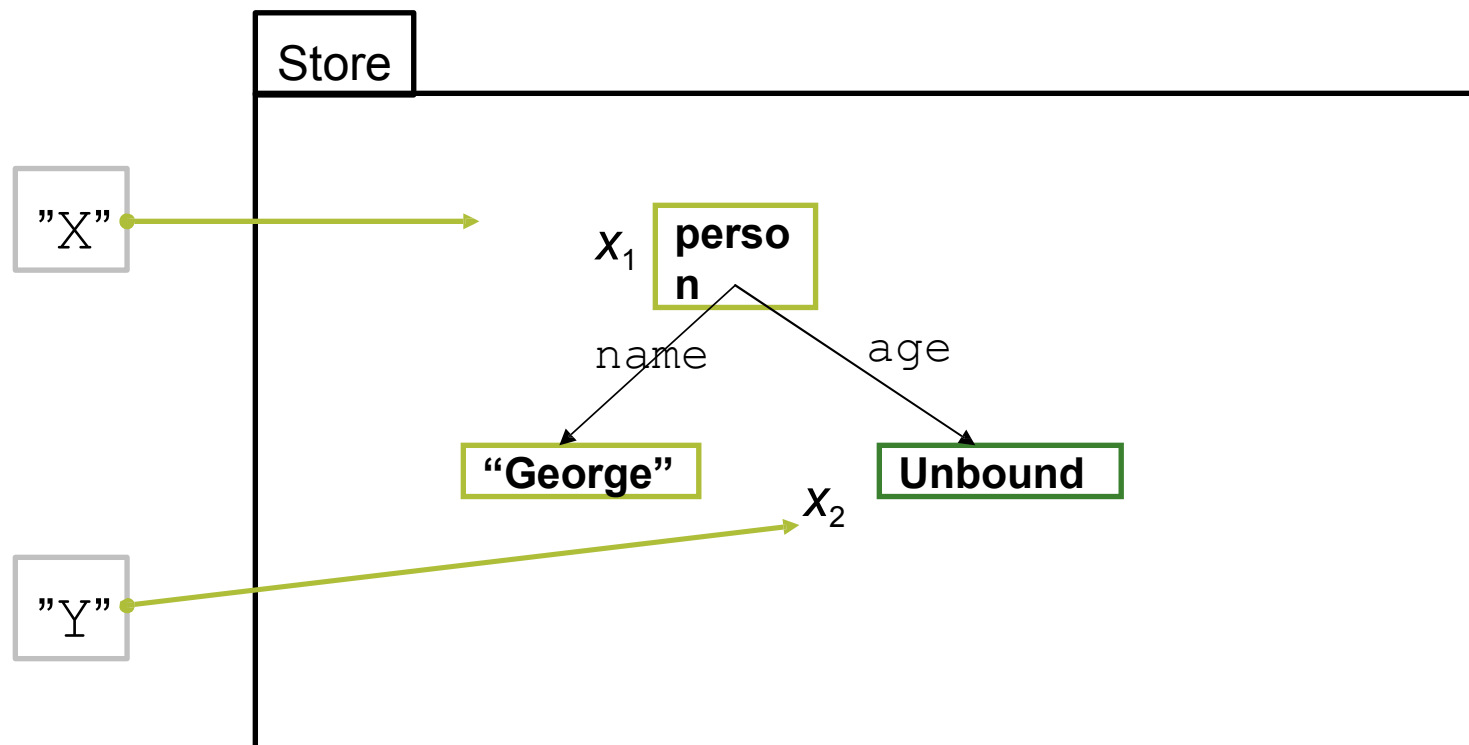 Store
”X”
x₁
perso
n
name
age
“George”
Unbound
x₂
”Y”